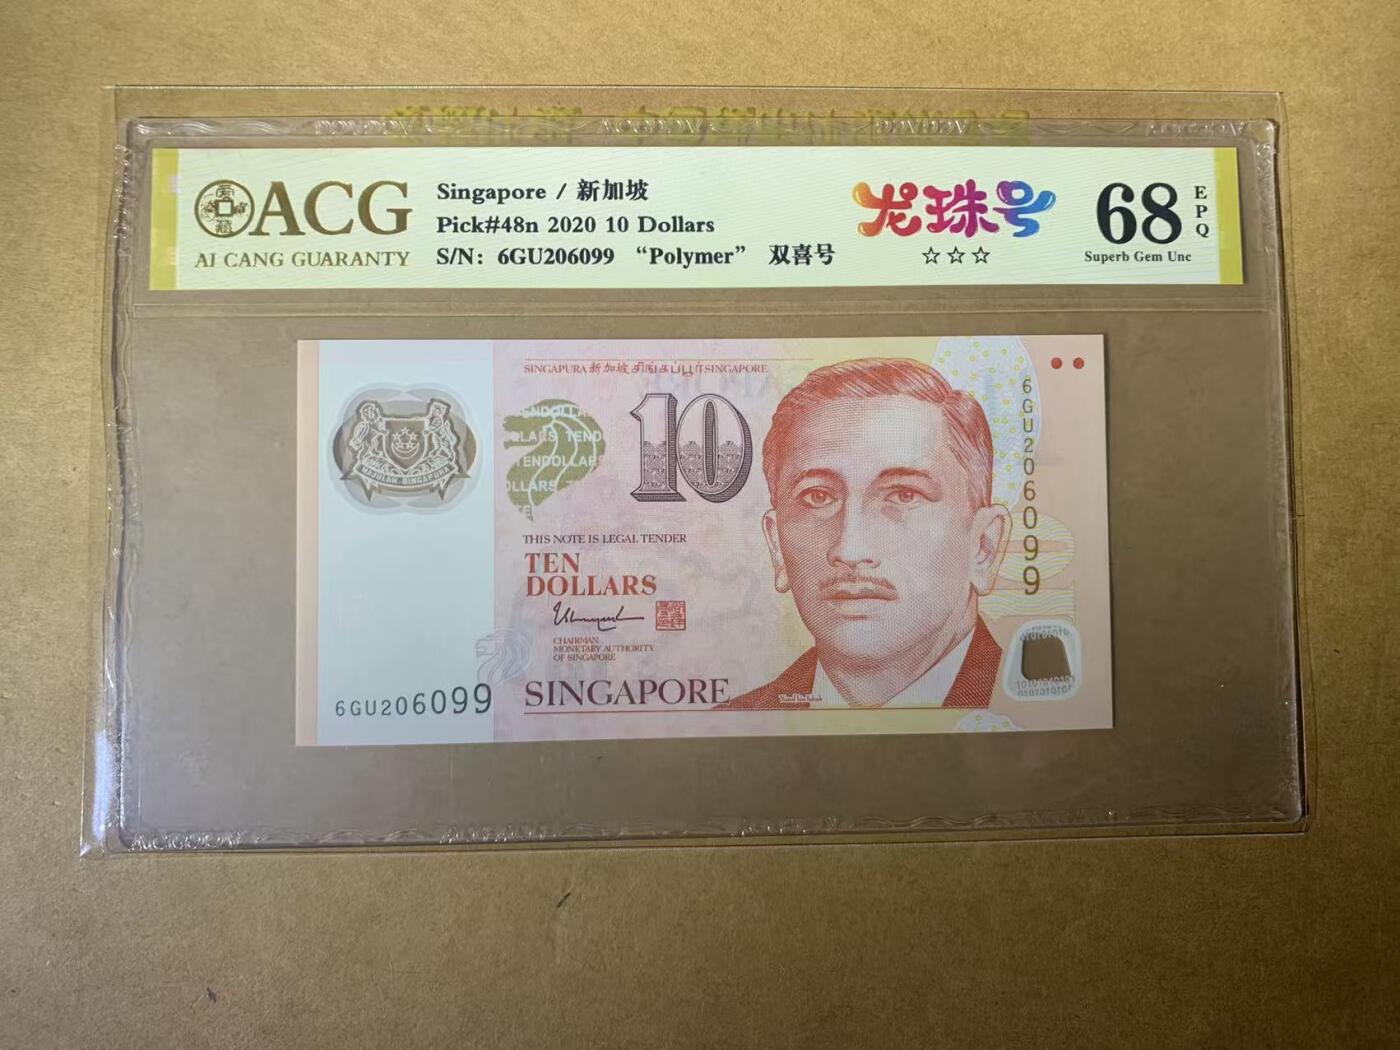 ACG
AI CANG GUARANTY
Singapore / 新加坡
Pick#48n 2020 10 Dollars
S/N: 6GU206099 “Polymer” 双喜号
龙珠号
☆☆☆
68
EPQ
Superb Gem Unc
SINGAPURA 新加坡 சிங்கப்பூர் SINGAPORE
10
6GU206099
MAJULAH SINGAPURA
THIS NOTE IS LEGAL TENDER
TEN
DOLLARS
CHAIRMAN
MONETARY AUTHORITY
OF SINGAPORE
SINGAPORE
6GU206099